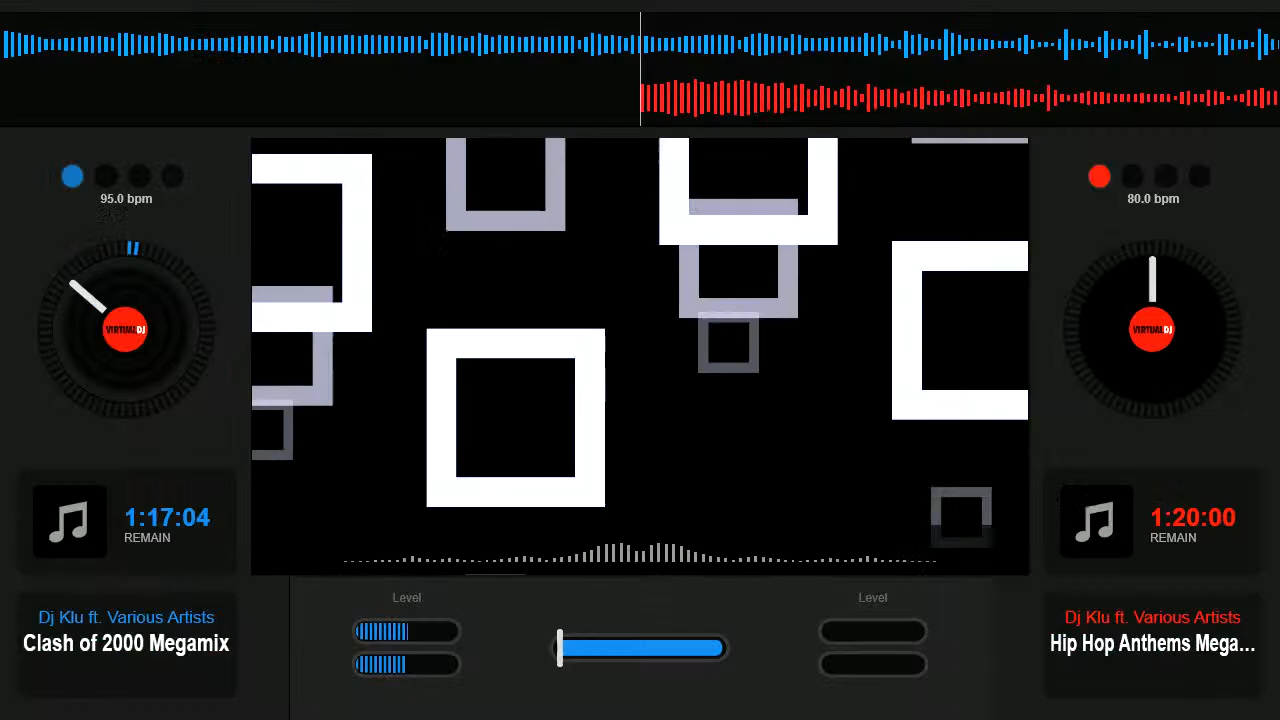 95.0 bpm
80.0 bpm
VIRTUALDJ
VIRTUALDJ
1:17:04
REMAIN
1:20:00
REMAIN
Dj Klu ft. Various Artists
Clash of 2000 Megamix
Level
Level
Dj Klu ft. Various Artists
Hip Hop Anthems Mega...